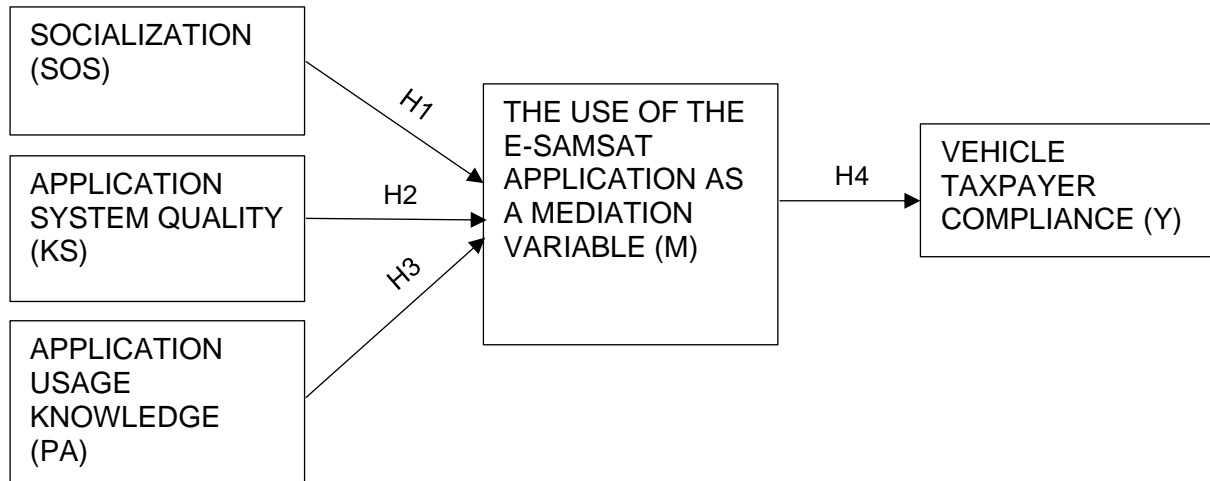 SOCIALIZATION
(SOS)
H1
APPLICATION
SYSTEM QUALITY
(KS)
H2
APPLICATION
USAGE
KNOWLEDGE
(PA)
H3
THE USE OF THE
E-SAMSAT
APPLICATION AS
A MEDIATION
VARIABLE (M)
H4
VEHICLE
TAXPAYER
COMPLIANCE (Y)